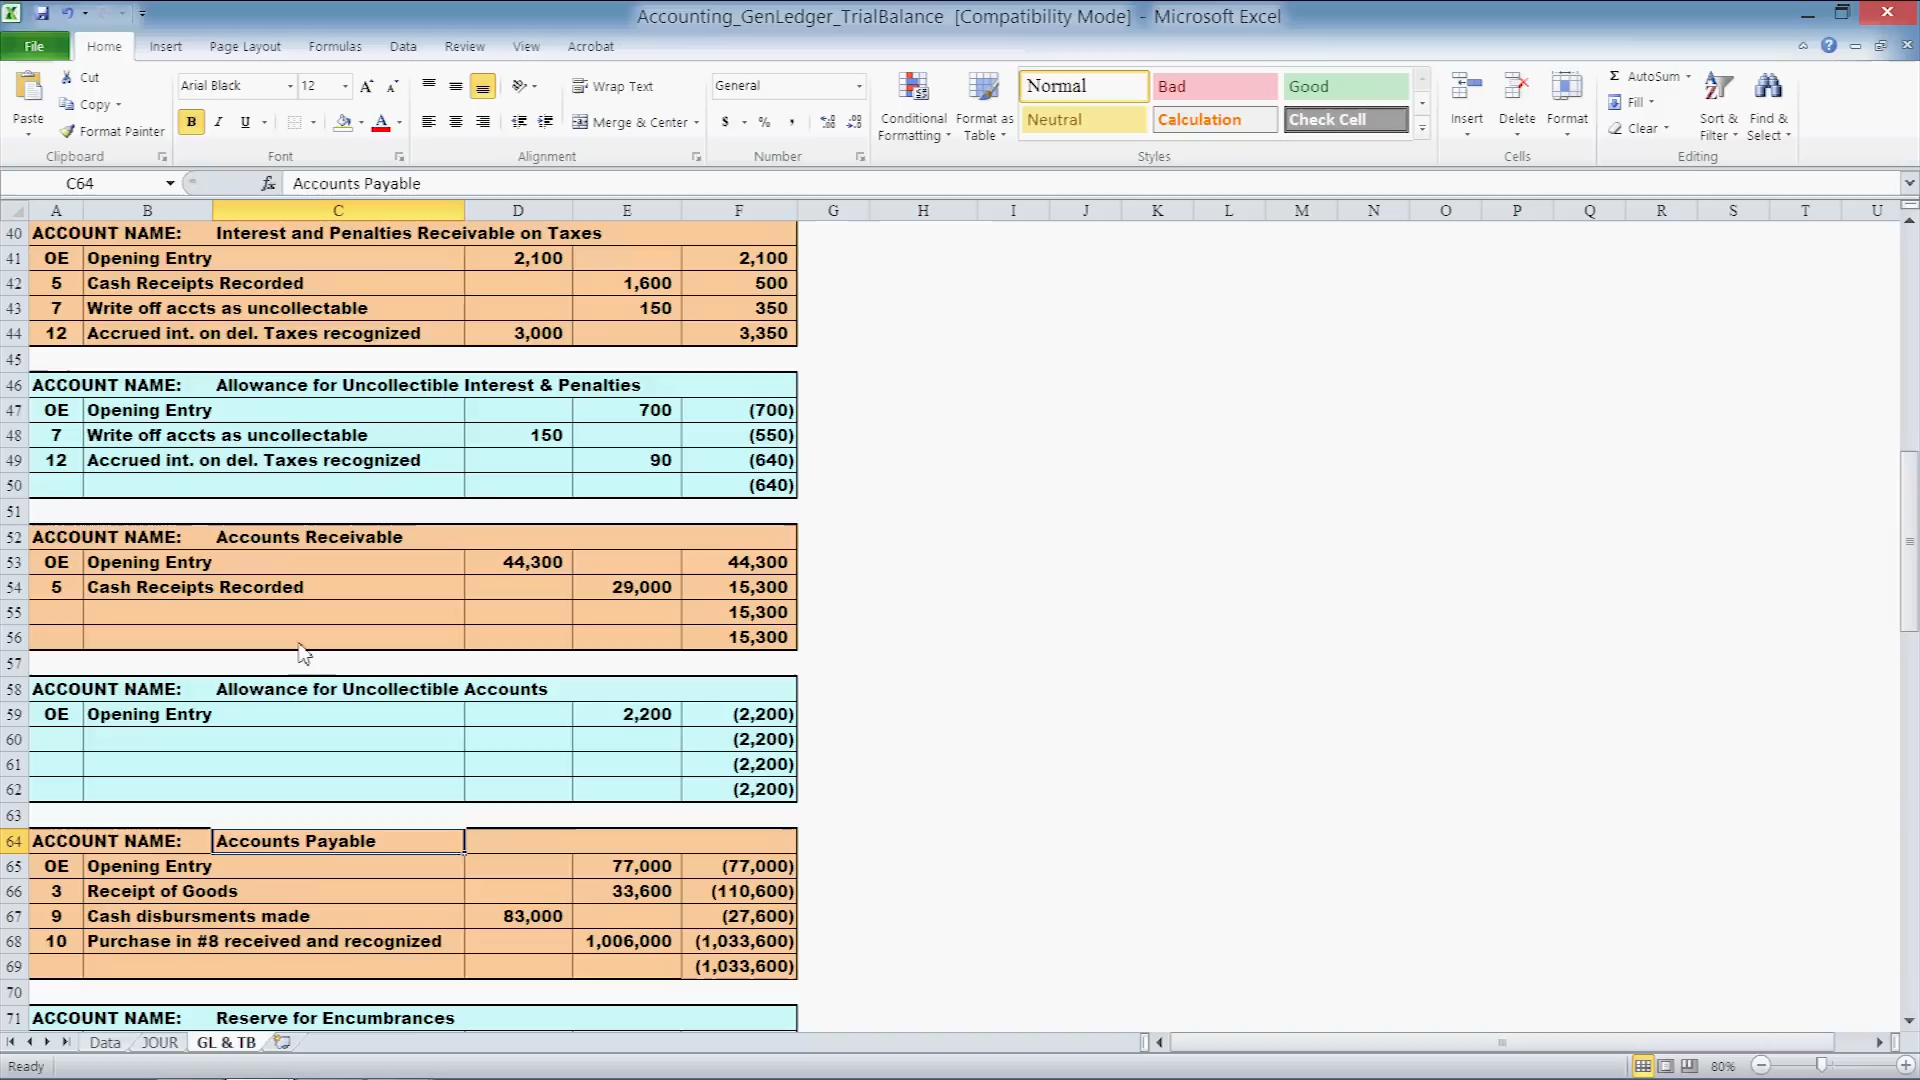 Accounting_GenLedger_TrialBalance [Compatibility Mode] - Microsoft Excel
File Home Insert Page Layout Formulas Data Review View Acrobat
Paste Cut Copy Format Painter Clipboard
Arial Black 12 B I U Font
Wrap Text Merge & Center Alignment
General $ % , Number
Conditional Formatting Format as Table
Normal Bad Good
Neutral Calculation Check Cell
Styles
Insert Delete Format Cells
Σ AutoSum Fill Clear Sort & Filter Find & Select Editing
C64 fx Accounts Payable
A B C D E F G H I J K L M N O P Q R S T U
40 ACCOUNT NAME: Interest and Penalties Receivable on Taxes
41 OE Opening Entry 2,100 2,100
42 5 Cash Receipts Recorded 1,600 500
43 7 Write off accts as uncollectable 150 350
44 12 Accrued int. on del. Taxes recognized 3,000 3,350
45
46 ACCOUNT NAME: Allowance for Uncollectible Interest & Penalties
47 OE Opening Entry 700 (700)
48 7 Write off accts as uncollectable 150 (550)
49 12 Accrued int. on del. Taxes recognized 90 (640)
50 (640)
51
52 ACCOUNT NAME: Accounts Receivable
53 OE Opening Entry 44,300 44,300
54 5 Cash Receipts Recorded 29,000 15,300
55 15,300
56 15,300
57
58 ACCOUNT NAME: Allowance for Uncollectible Accounts
59 OE Opening Entry 2,200 (2,200)
60 (2,200)
61 (2,200)
62 (2,200)
63
64 ACCOUNT NAME: Accounts Payable
65 OE Opening Entry 77,000 (77,000)
66 3 Receipt of Goods 33,600 (110,600)
67 9 Cash disbursments made 83,000 (27,600)
68 10 Purchase in #8 received and recognized 1,006,000 (1,033,600)
69 (1,033,600)
70
71 ACCOUNT NAME: Reserve for Encumbrances
Data JOUR GL & TB
Ready 80%